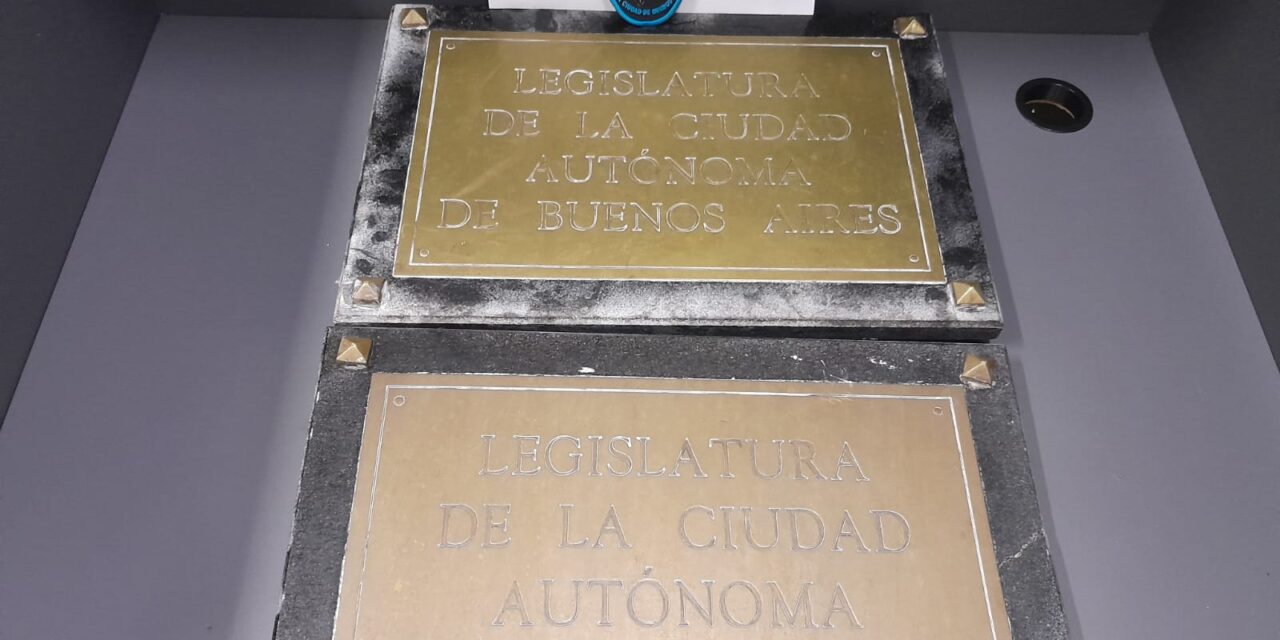 LEGISLATURA
DE LA CIUDAD
AUTÓNOMA
DE BUENOS AIRES
LEGISLATURA
DE LA CIUDAD
AUTÓNOMA